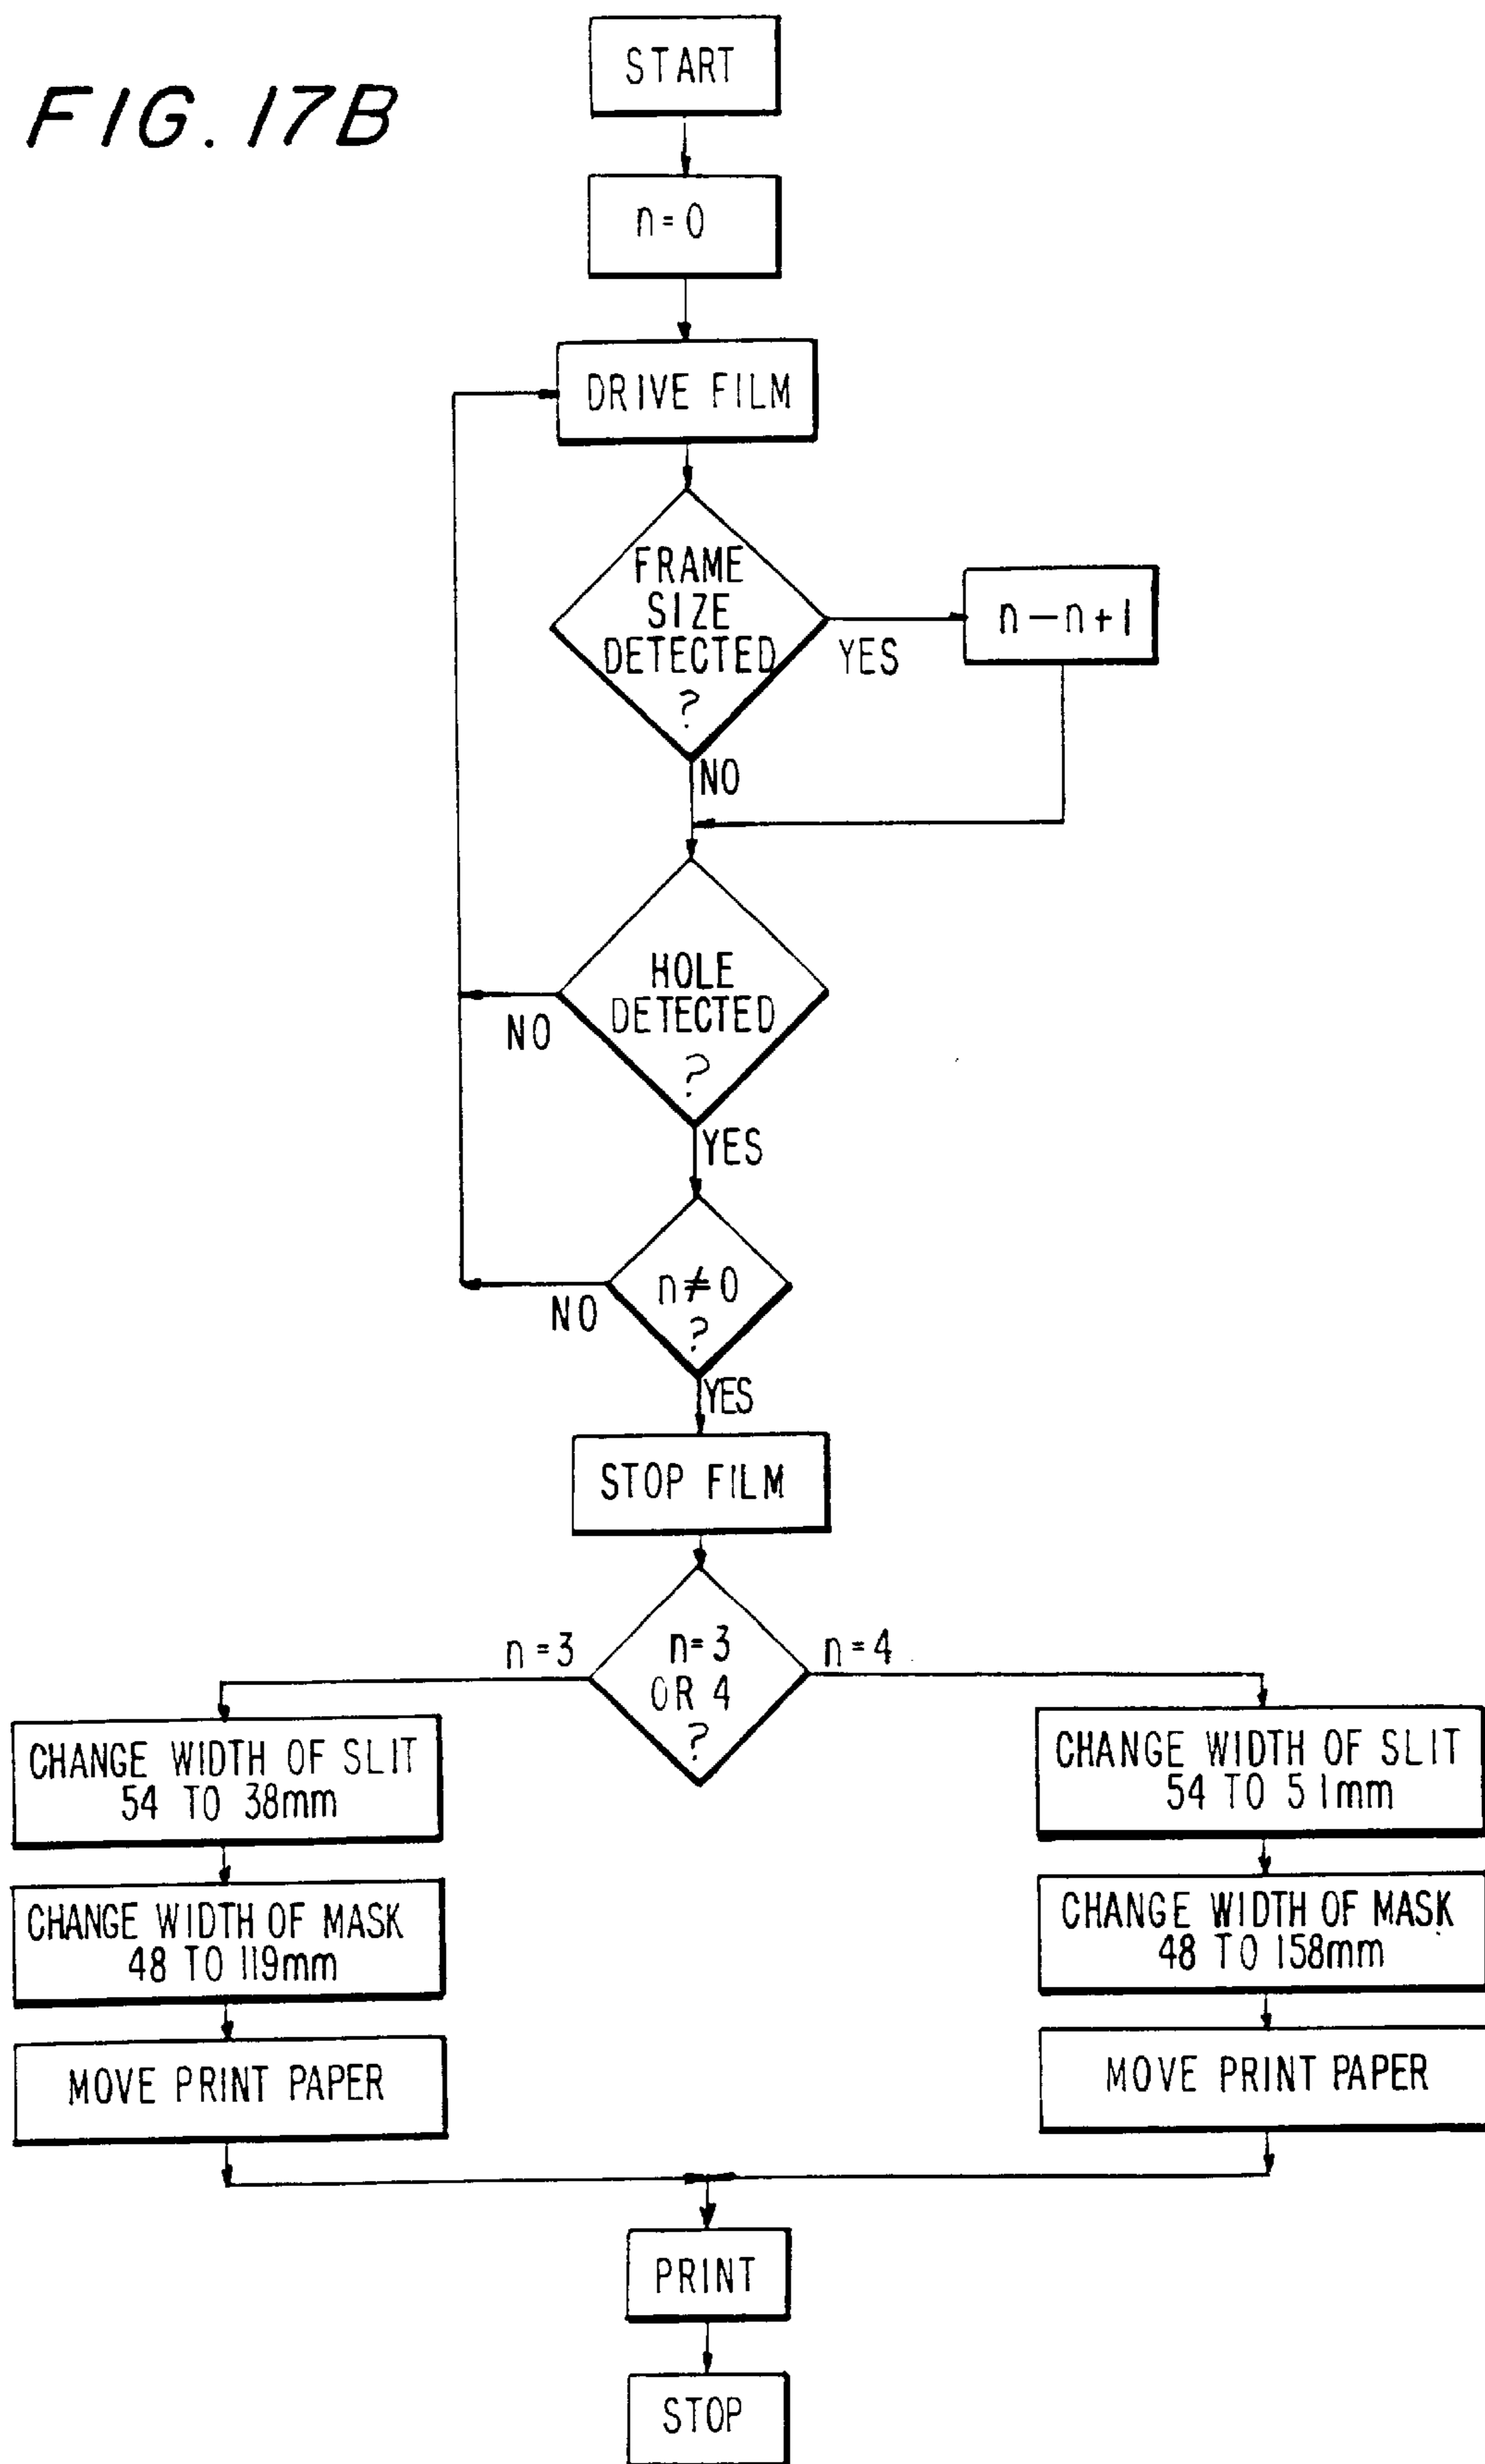 FIG. 17B
START
n=0
DRIVE FILM
FRAME
SIZE
DETECTED
?
YES
n—n+1
NO
HOLE
DETECTED
?
NO
YES
n≠0
?
NO
YES
STOP FILM
n=3
OR 4
?
n=3
n=4
CHANGE WIDTH OF SLIT
54 TO 38mm
CHANGE WIDTH OF MASK
48 TO 119mm
MOVE PRINT PAPER
CHANGE WIDTH OF SLIT
54 TO 51mm
CHANGE WIDTH OF MASK
48 TO 158mm
MOVE PRINT PAPER
PRINT
STOP